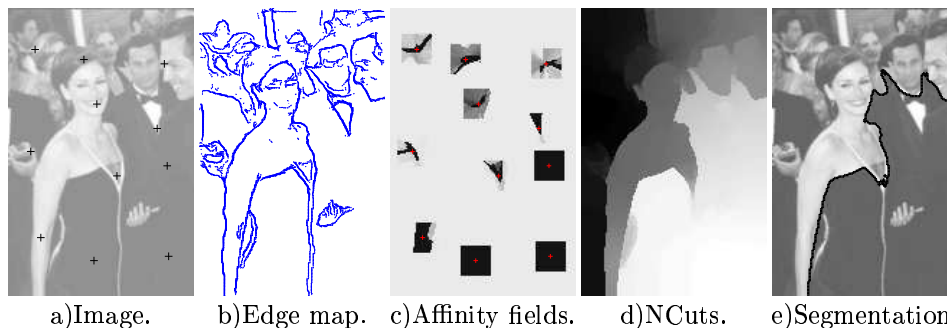 a)Image. b)Edge map. c)Affinity fields. d)NCuts. e)Segmentation